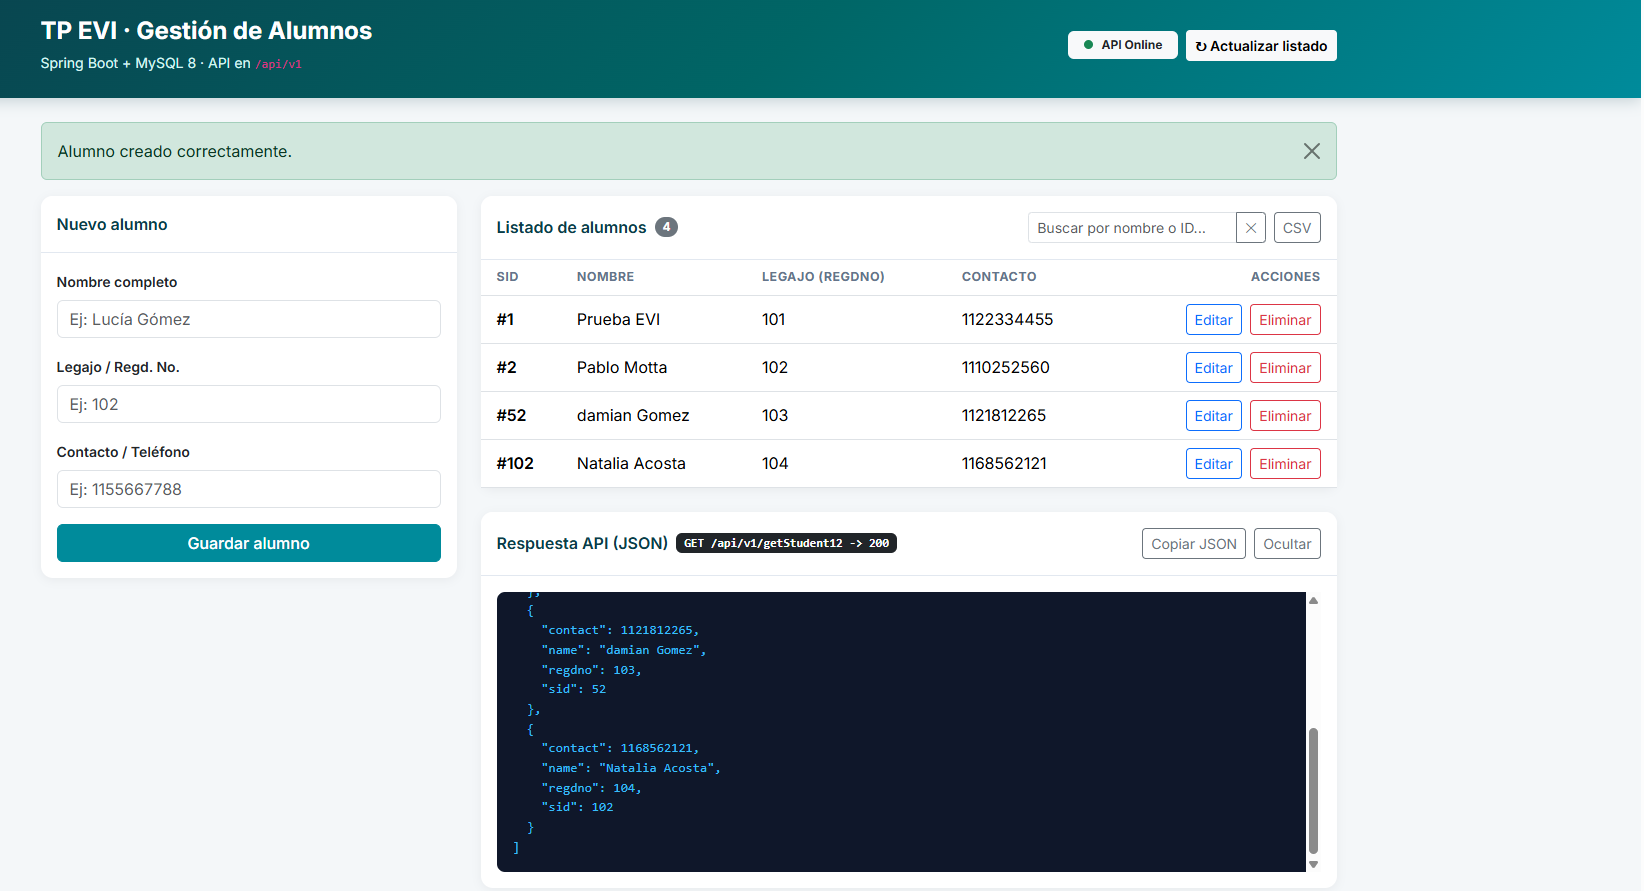 TP EVI · Gestión de Alumnos
Spring Boot + MySQL 8 · API en /api/v1
API Online
↻ Actualizar listado
Alumno creado correctamente.
Nuevo alumno
Nombre completo
Ej: Lucía Gómez
Legajo / Regd. No.
Ej: 102
Contacto / Teléfono
Ej: 1155667788
Guardar alumno
Listado de alumnos 4
Buscar por nombre o ID...
CSV
SID NOMBRE LEGAJO (REGDNO) CONTACTO ACCIONES
#1 Prueba EVI 101 1122334455 Editar Eliminar
#2 Pablo Motta 102 1110252560 Editar Eliminar
#52 damian Gomez 103 1121812265 Editar Eliminar
#102 Natalia Acosta 104 1168562121 Editar Eliminar
Respuesta API (JSON) GET /api/v1/getStudent12 -> 200
Copiar JSON
Ocultar
},
{
"contact": 1121812265,
"name": "damian Gomez",
"regdno": 103,
"sid": 52
},
{
"contact": 1168562121,
"name": "Natalia Acosta",
"regdno": 104,
"sid": 102
}
]